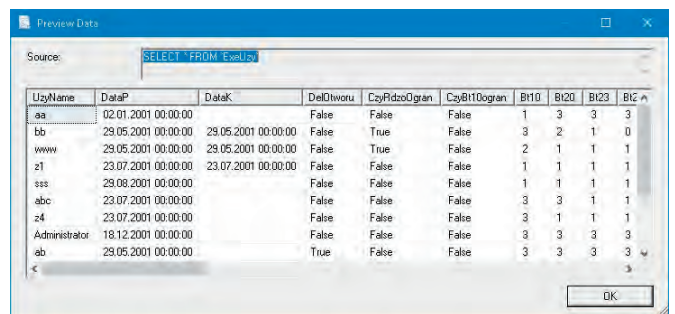 Preview Data
Source: SELECT *FROM 'ExeUzy'
UzyName DataP DataK DelOtworu CzyRdzoOgran CzyBt10ogran Bt10 Bt20 Bt23 Bt2
aa 02.01.2001 00:00:00 False False False 1 3 3 3
bb 29.05.2001 00:00:00 29.05.2001 00:00:00 False True False 3 2 1 0
www 29.05.2001 00:00:00 29.05.2001 00:00:00 False True False 2 1 1 1
z1 23.07.2001 00:00:00 23.07.2001 00:00:00 False False False 1 1 1 1
sss 29.08.2001 00:00:00 False False False 1 1 1 1
abc 23.07.2001 00:00:00 False False False 3 3 1 1
z4 23.07.2001 00:00:00 False False False 3 1 1 1
Administrator 18.12.2001 00:00:00 False False False 3 3 3 3
ab 29.05.2001 00:00:00 True False False 3 3 3 3
OK